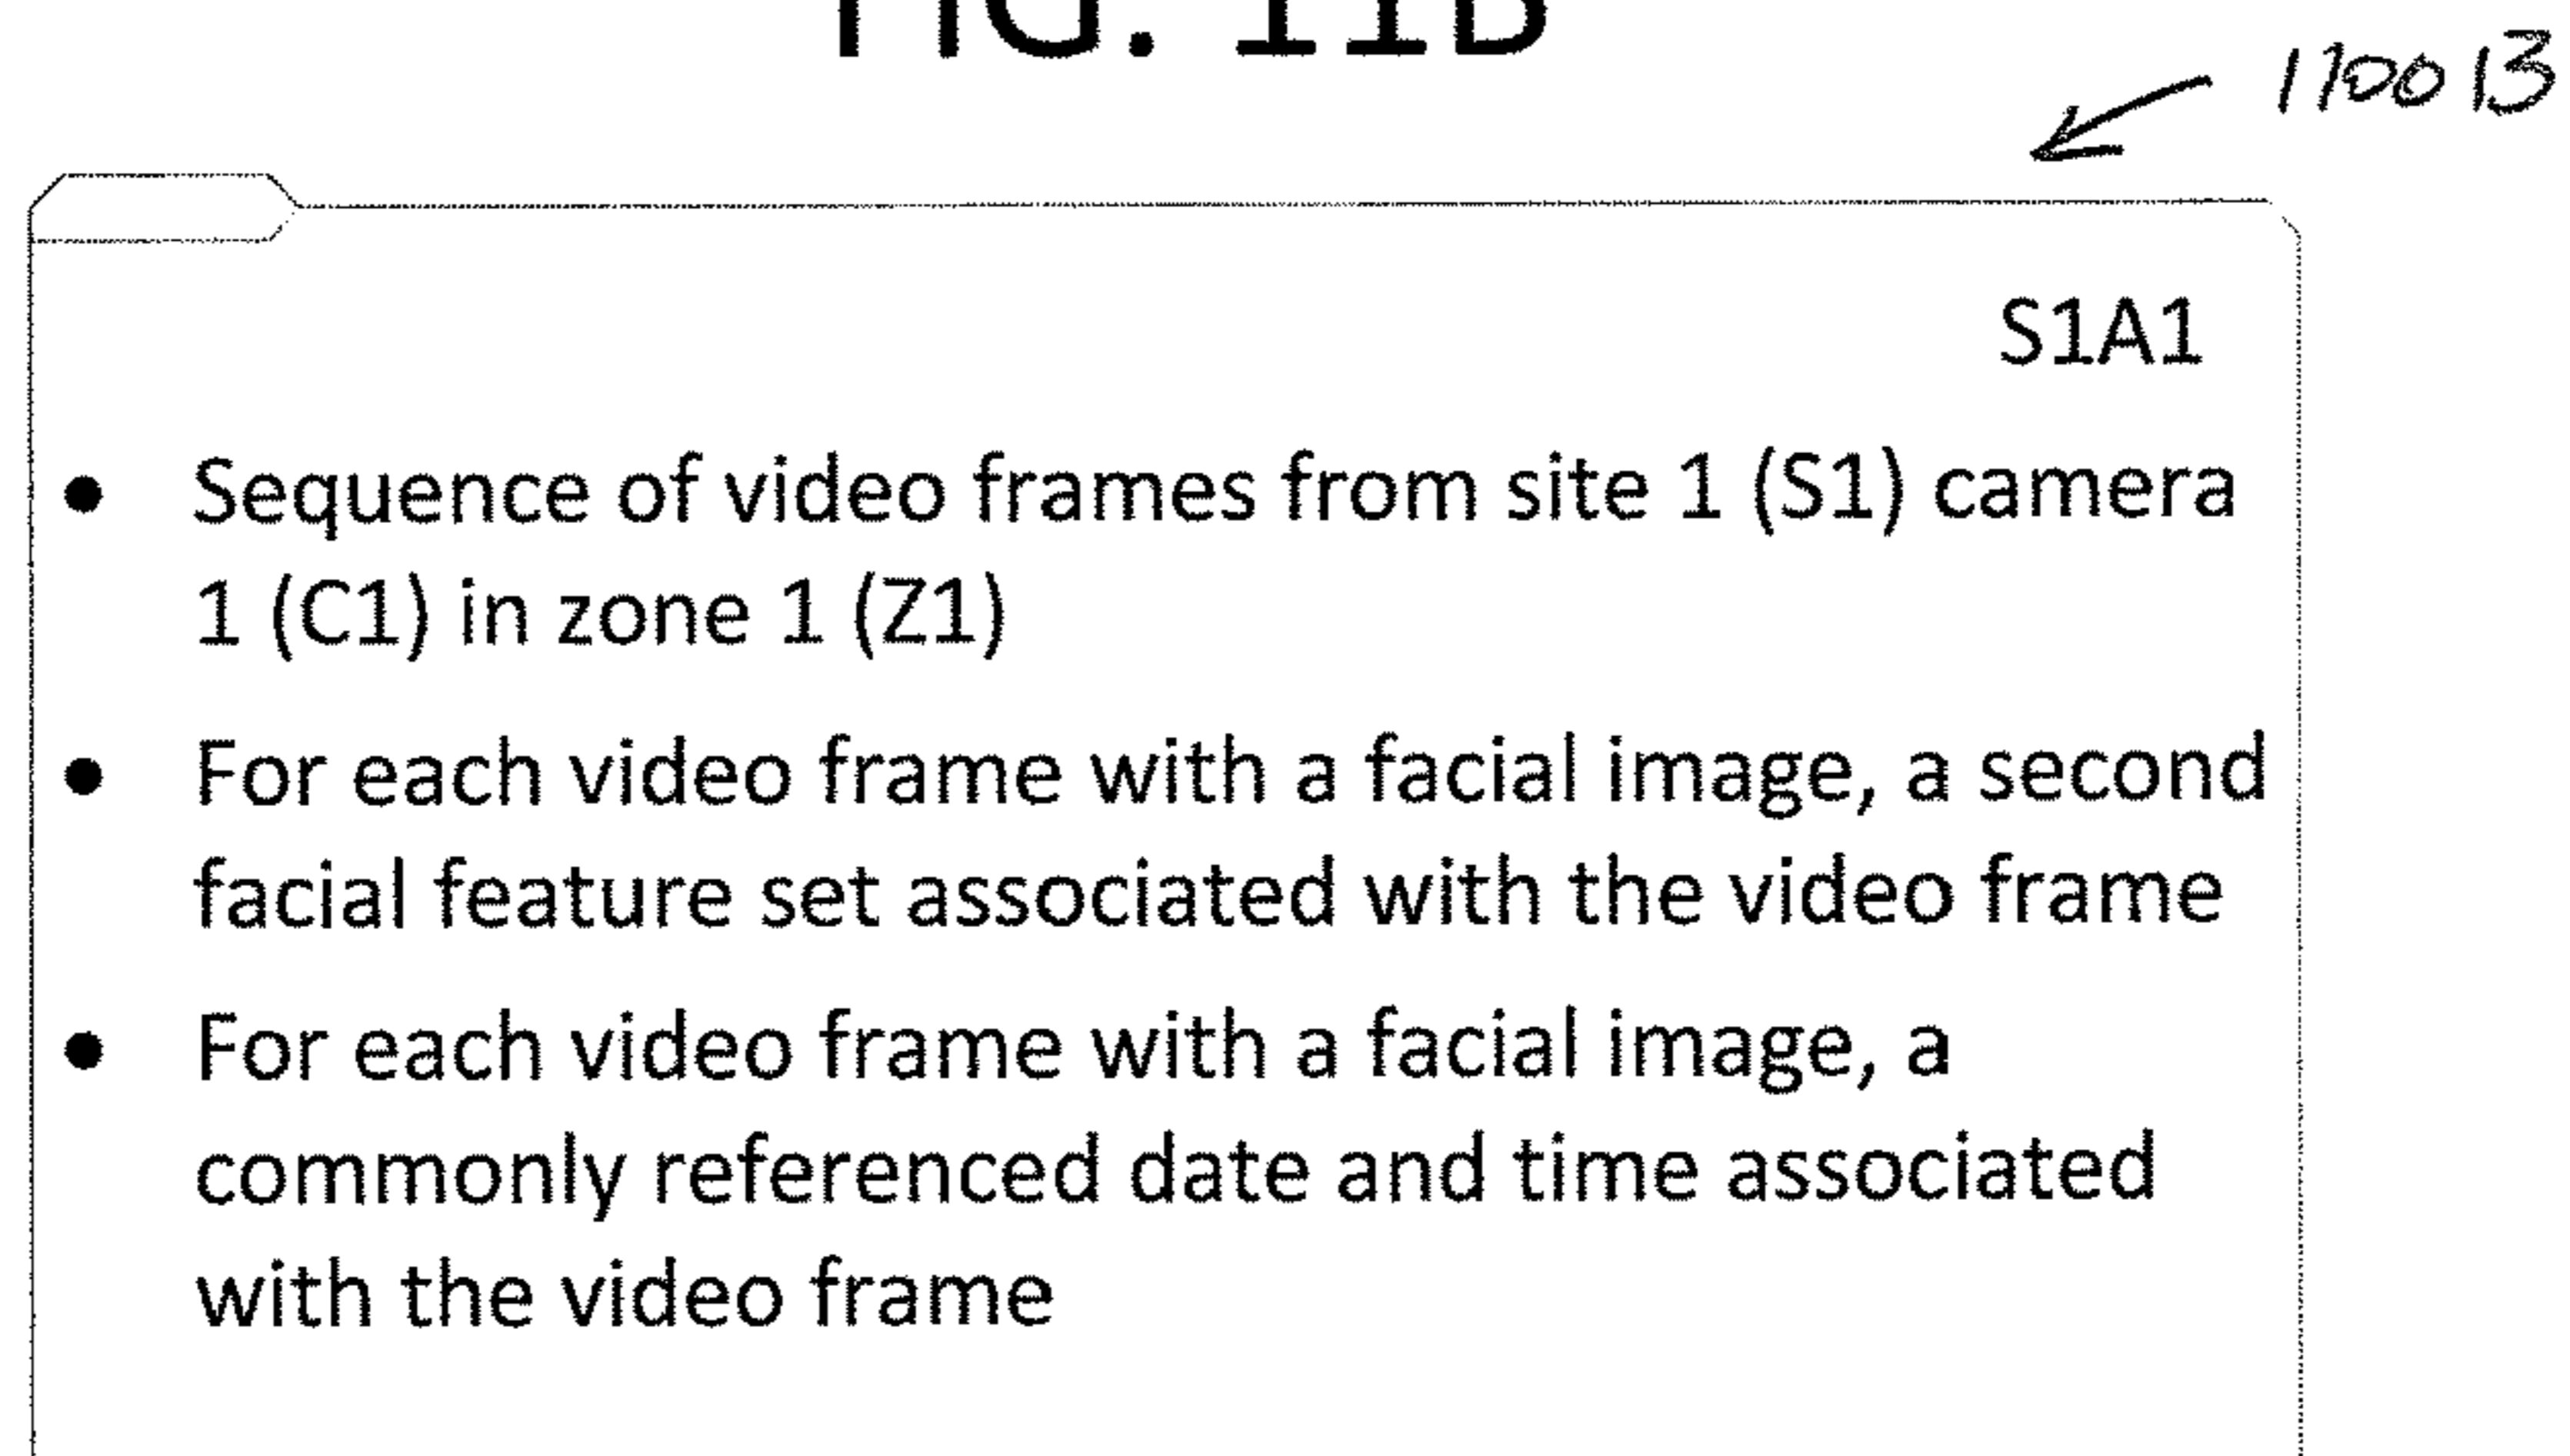 FIG. 11B
110013
S1A1
• Sequence of video frames from site 1 (S1) camera
1 (C1) in zone 1 (Z1)
• For each video frame with a facial image, a second
facial feature set associated with the video frame
• For each video frame with a facial image, a
commonly referenced date and time associated
with the video frame